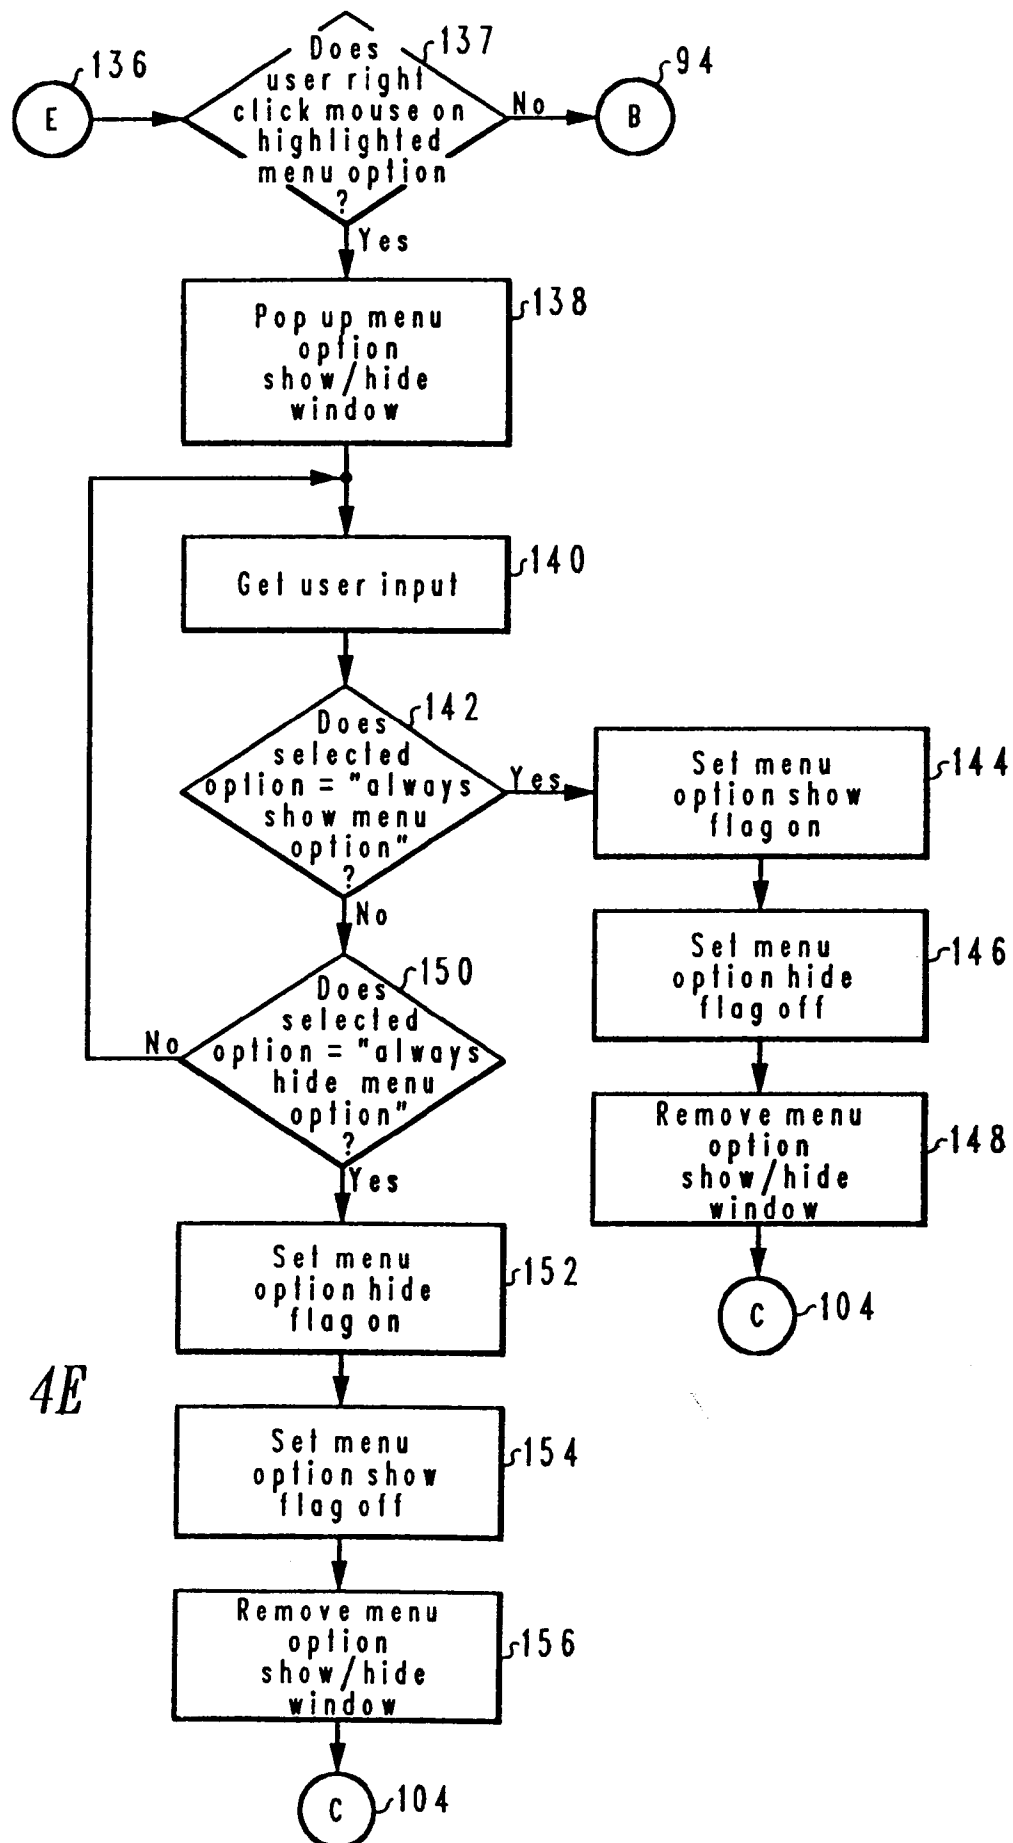 136
E
Does
user right
click mouse on
highlighted
menu option
?
137
No
94
B
Yes
Pop up menu
option
show/hide
window
138
Get user input
140
Does
selected
option = "always
show menu
option"
?
142
Yes
Set menu
option show
flag on
144
No
Set menu
option hide
flag off
146
Does
selected
option = "always
hide menu
option"
?
150
No
Remove menu
option
show/hide
window
148
Yes
C
104
Set menu
option hide
flag on
152
4E
Set menu
option show
flag off
154
Remove menu
option
show/hide
window
156
C
104